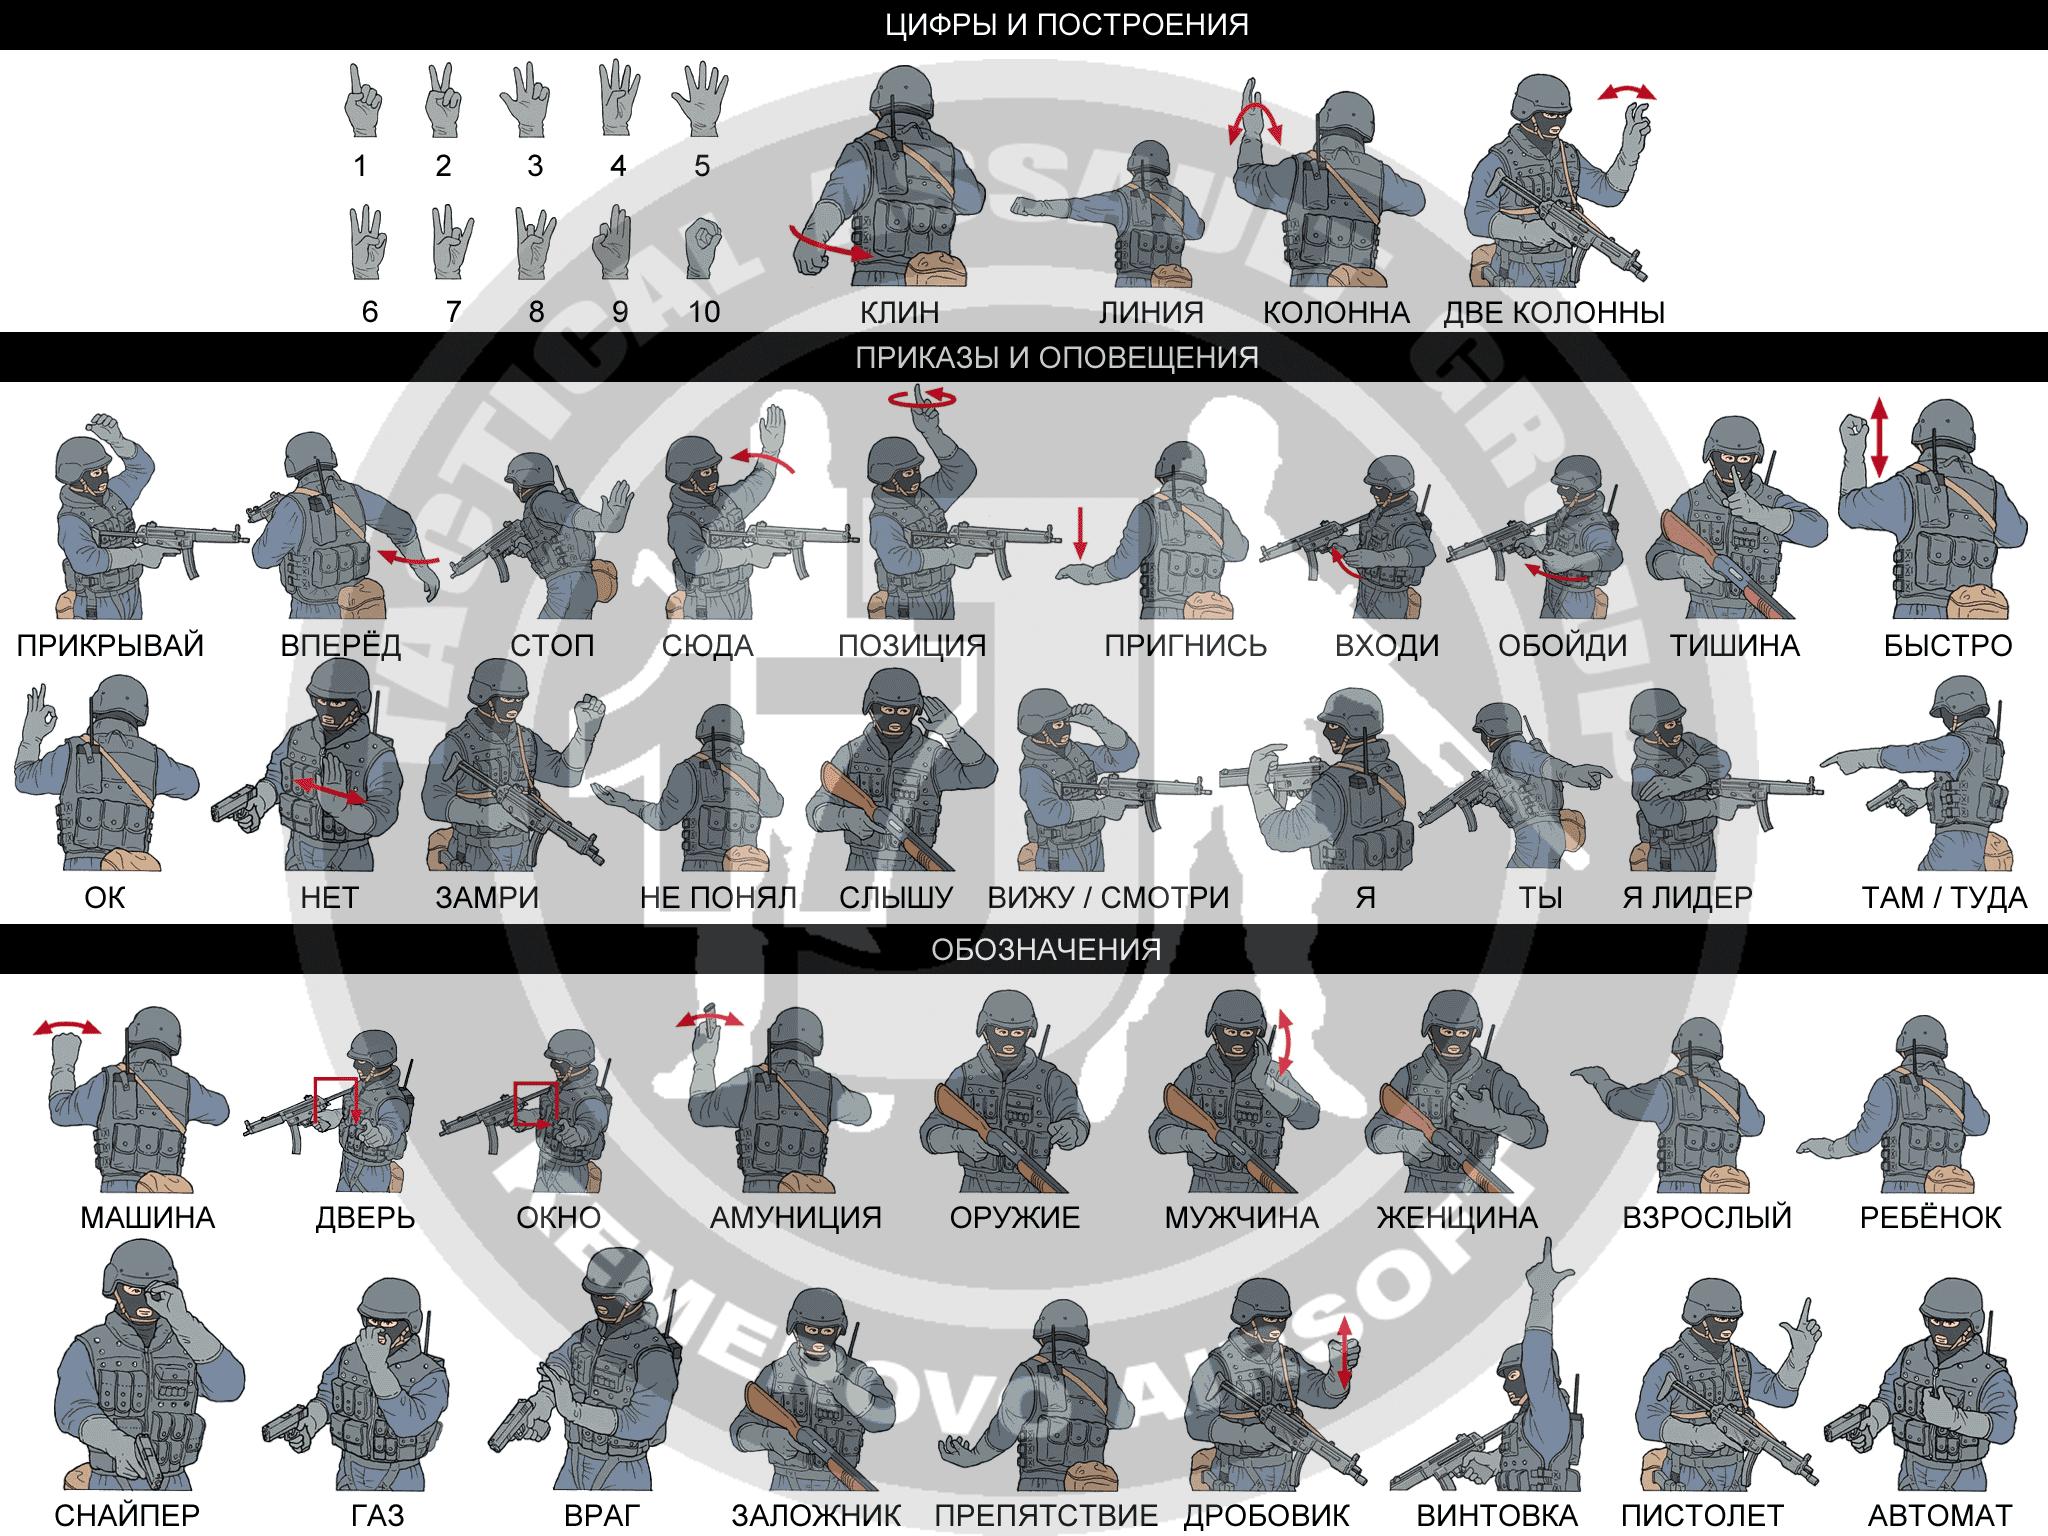 ЦИФРЫ И ПОСТРОЕНИЯ
1 2 3 4 5
6 7 8 9 10
КЛИН ЛИНИЯ КОЛОННА ДВЕ КОЛОННЫ
ПРИКАЗЫ И ОПОВЕЩЕНИЯ
ПРИКРЫВАЙ ВПЕРЁД СТОП СЮДА ПОЗИЦИЯ ПРИГНИСЬ ВХОДИ ОБОЙДИ ТИШИНА БЫСТРО
ОК НЕТ ЗАМРИ НЕ ПОНЯЛ СЛЫШУ ВИЖУ / СМОТРИ Я ТЫ Я ЛИДЕР ТАМ / ТУДА
ОБОЗНАЧЕНИЯ
МАШИНА ДВЕРЬ ОКНО АМУНИЦИЯ ОРУЖИЕ МУЖЧИНА ЖЕНЩИНА ВЗРОСЛЫЙ РЕБЁНОК
СНАЙПЕР ГАЗ ВРАГ ЗАЛОЖНИК ПРЕПЯТСТВИЕ ДРОБОВИК ВИНТОВКА ПИСТОЛЕТ АВТОМАТ
TACTICAL ASSAULT GROUP
KEMEROVO AIRSOFT